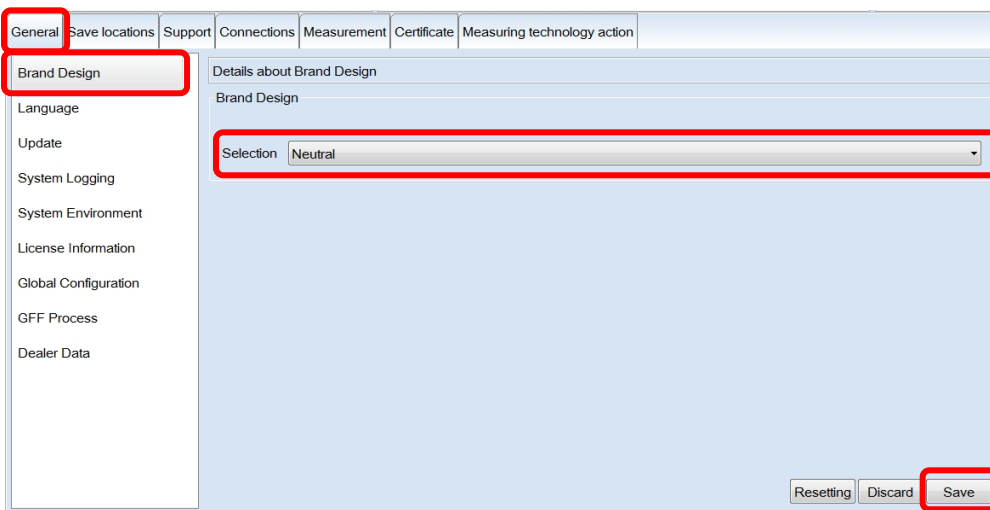 General Save locations Support Connections Measurement Certificate Measuring technology action
Brand Design
Language
Update
System Logging
System Environment
License Information
Global Configuration
GFF Process
Dealer Data
Details about Brand Design
Brand Design
Selection Neutral
Resetting Discard Save